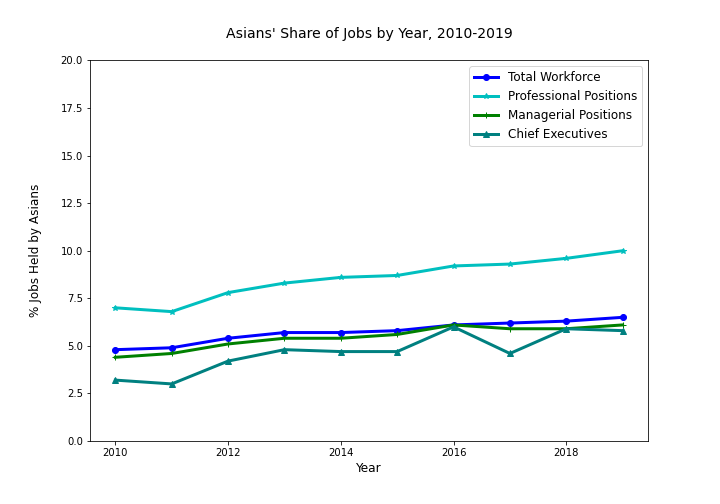 Asians' Share of Jobs by Year, 2010-2019
Total Workforce
Professional Positions
Managerial Positions
Chief Executives
% Jobs Held by Asians
20.0
17.5
15.0
12.5
10.0
7.5
5.0
2.5
0.0
2010 2012 2014 2016 2018
Year